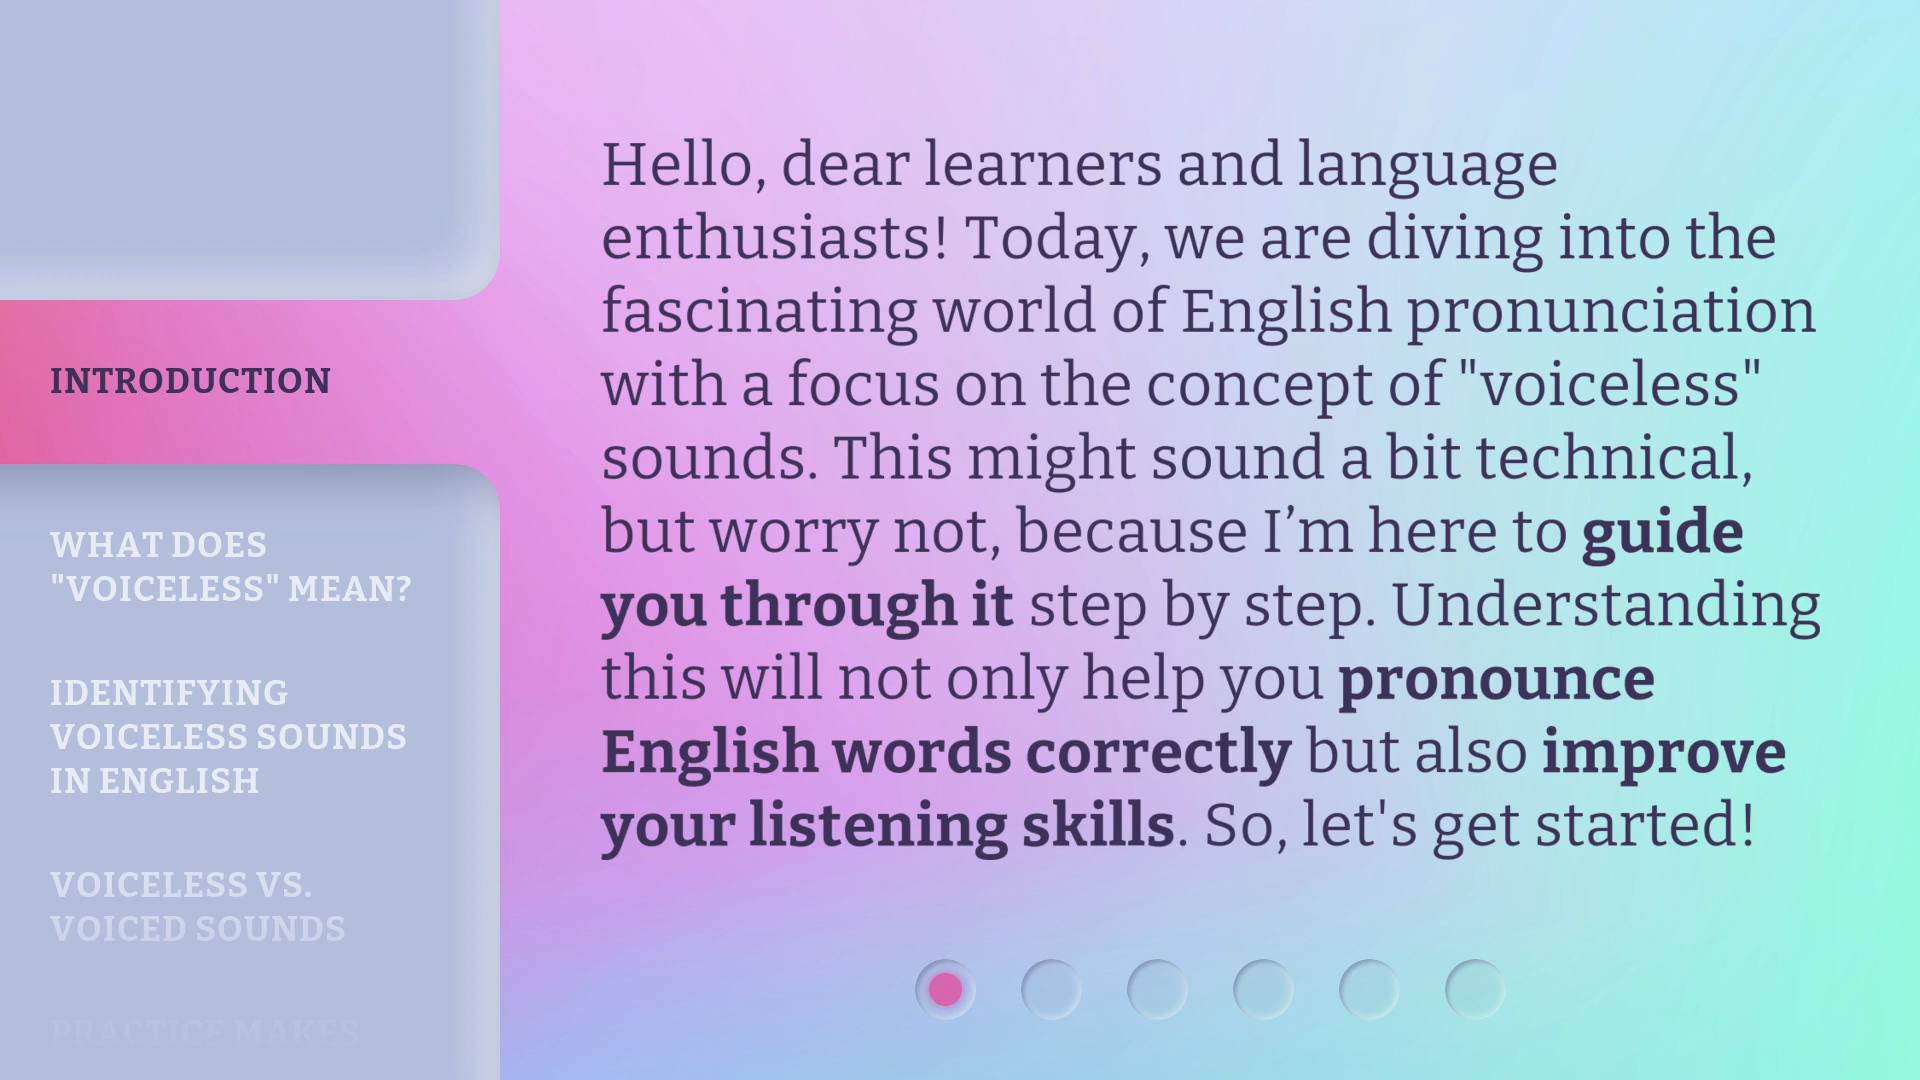 INTRODUCTION
WHAT DOES
"VOICELESS" MEAN?
IDENTIFYING
VOICELESS SOUNDS
IN ENGLISH
VOICELESS VS.
VOICED SOUNDS
PRACTICE MAKES
Hello, dear learners and language
enthusiasts! Today, we are diving into the
fascinating world of English pronunciation
with a focus on the concept of "voiceless"
sounds. This might sound a bit technical,
but worry not, because I’m here to guide
you through it step by step. Understanding
this will not only help you pronounce
English words correctly but also improve
your listening skills. So, let's get started!